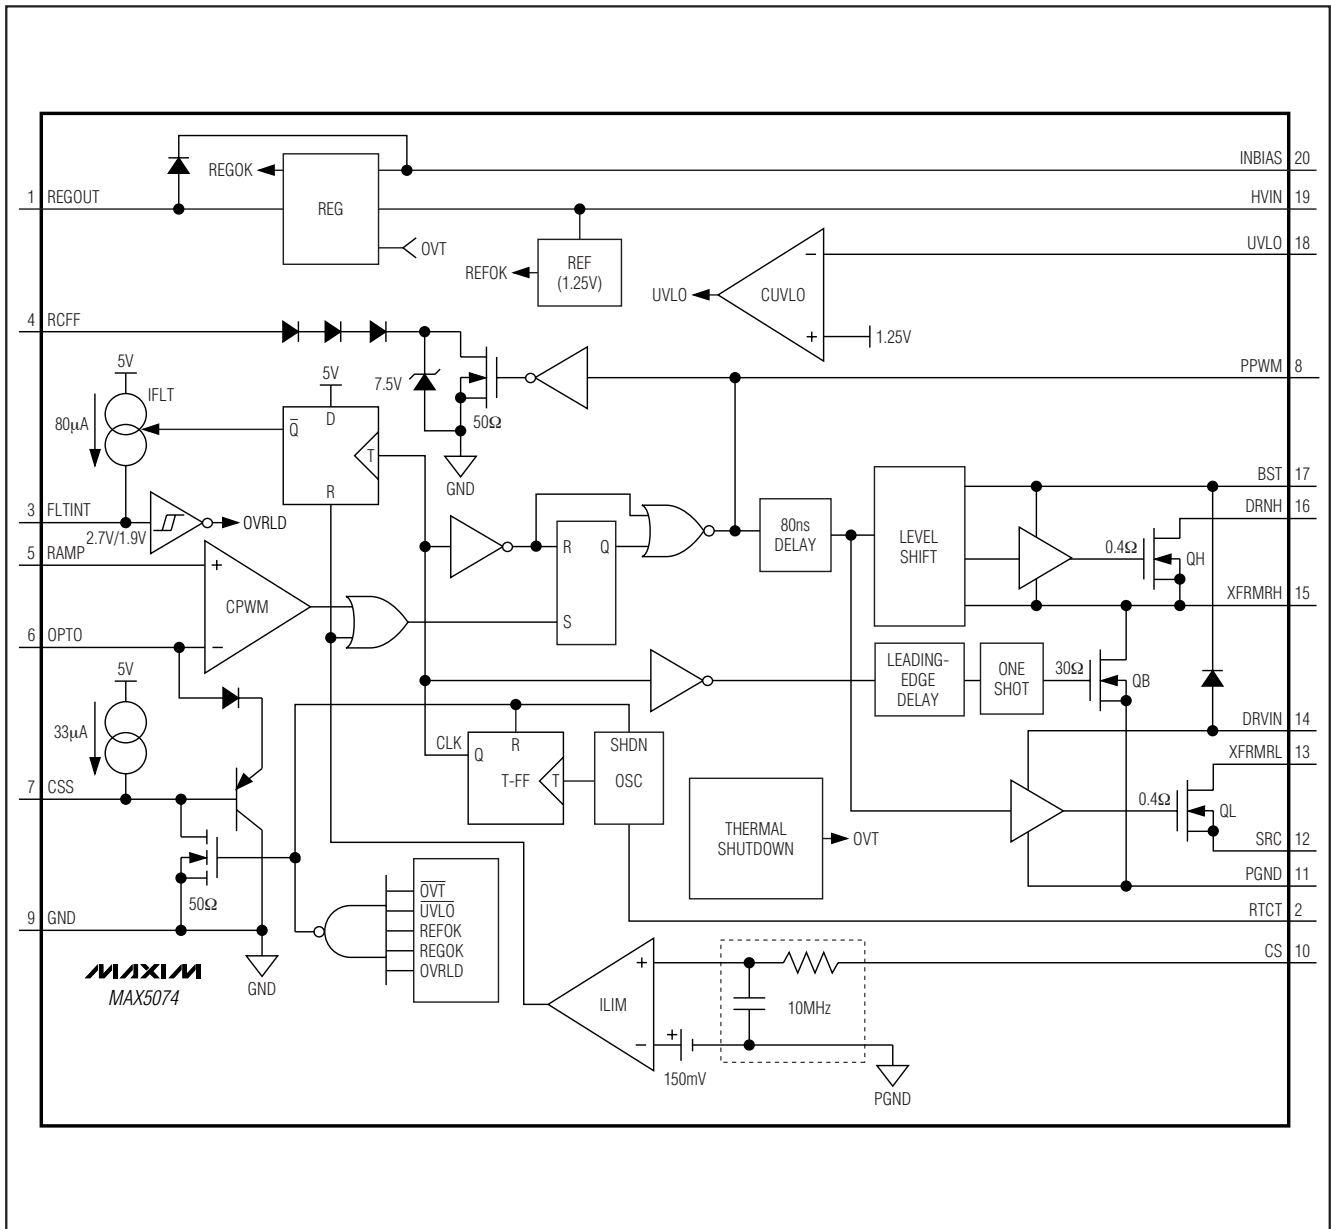 INBIAS 20
REGOK
1 REGOUT
REG
HVIN 19
OVT
UVLO 18
REFOK
REF
(1.25V)
UVLO
CUVLO
−
+
1.25V
4 RCFF
7.5V
50Ω
GND
PPWM 8
5V
IFLT
80µA
5V
D
Q̅
T
R
3 FLTINT
2.7V/1.9V
OVRLD
5 RAMP
+
CPWM
−
6 OPTO
R
Q
S
80ns
DELAY
LEVEL
SHIFT
BST 17
DRNH 16
0.4Ω
QH
XFRMRH 15
LEADING-
EDGE
DELAY
ONE
SHOT
30Ω
QB
5V
33µA
7 CSS
CLK
Q
R
T-FF
T
SHDN
OSC
DRVIN 14
XFRMRL 13
0.4Ω
QL
THERMAL
SHUTDOWN
OVT
SRC 12
PGND 11
50Ω
9 GND
GND
O̅V̅T̅
U̅V̅L̅O̅
REFOK
REGOK
OVRLD
RTCT 2
CS 10
+
ILIM
−
+
150mV
10MHz
PGND
MAXIM
MAX5074